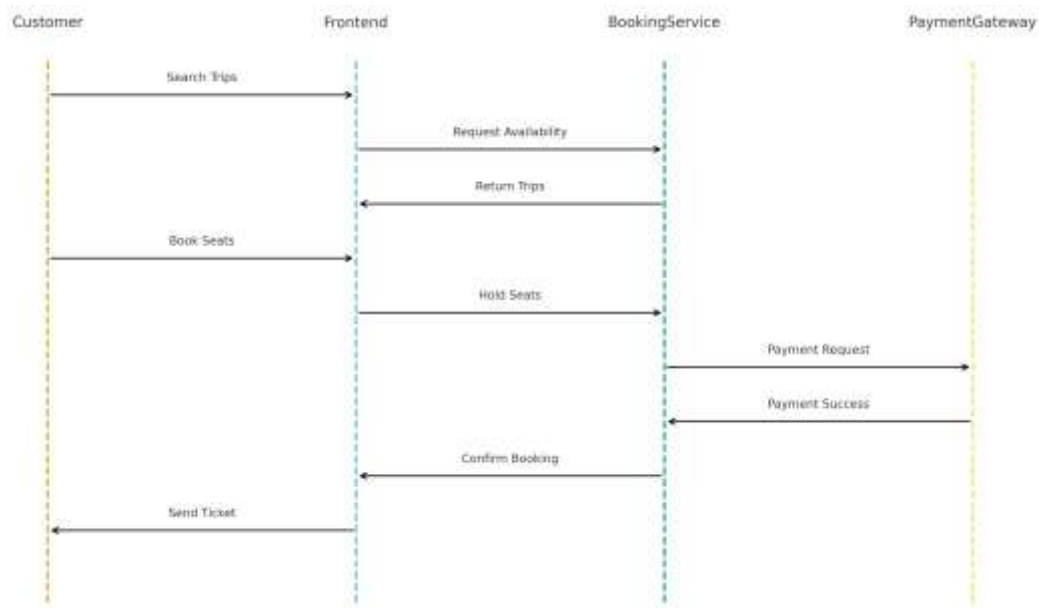 Customer Frontend BookingService PaymentGateway
Search Trips
Request Availability
Return Trips
Book Seats
Hold Seats
Payment Request
Payment Success
Confirm Booking
Send Ticket